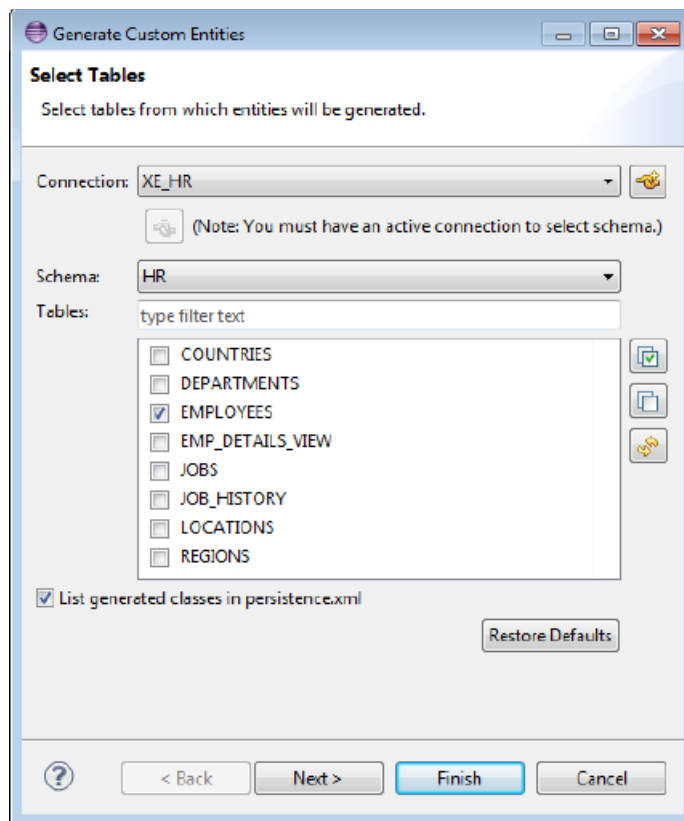 Generate Custom Entities
Select Tables
Select tables from which entities will be generated.
Connection: XE_HR
(Note: You must have an active connection to select schema.)
Schema: HR
Tables: type filter text
COUNTRIES
DEPARTMENTS
EMPLOYEES
EMP_DETAILS_VIEW
JOBS
JOB_HISTORY
LOCATIONS
REGIONS
List generated classes in persistence.xml
Restore Defaults
? < Back Next > Finish Cancel